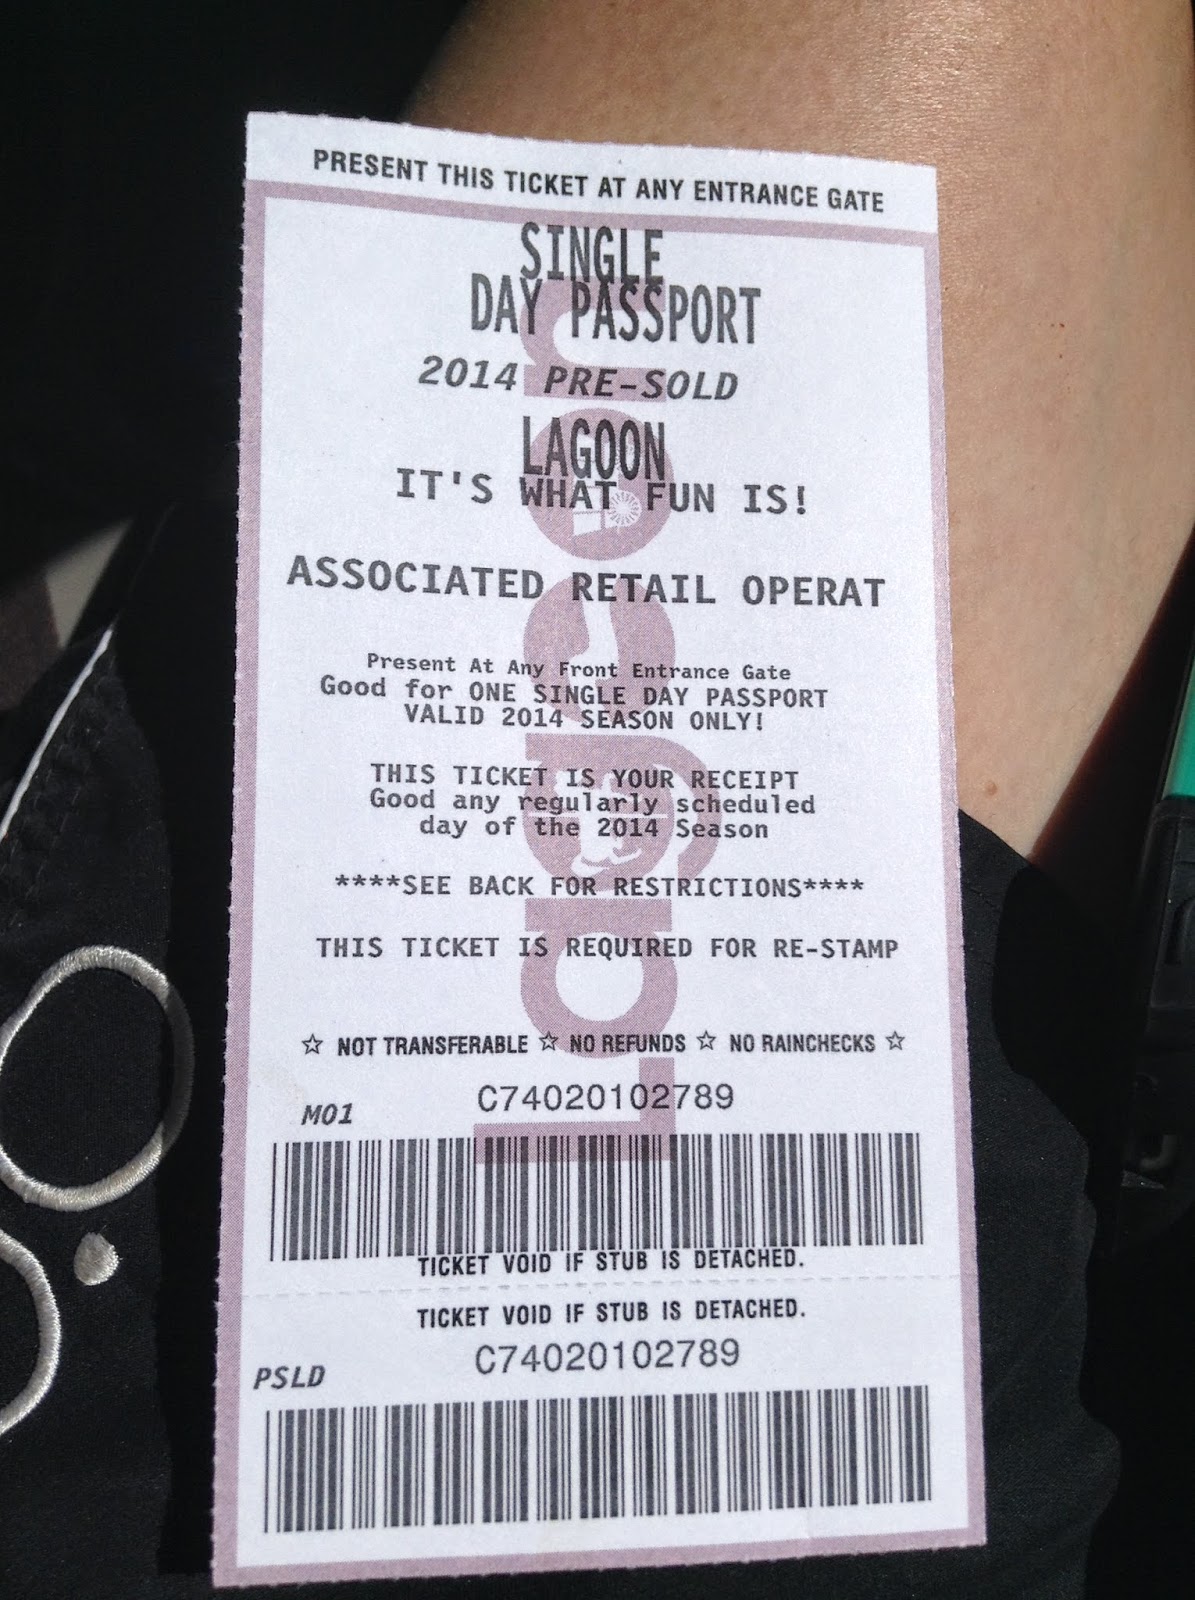 PRESENT THIS TICKET AT ANY ENTRANCE GATE
SINGLE
DAY PASSPORT
2014 PRE-SOLD
LAGOON
IT'S WHAT FUN IS!
ASSOCIATED RETAIL OPERAT
Present At Any Front Entrance Gate
Good for ONE SINGLE DAY PASSPORT
VALID 2014 SEASON ONLY!
THIS TICKET IS YOUR RECEIPT
Good any regularly scheduled
day of the 2014 Season
****SEE BACK FOR RESTRICTIONS****
THIS TICKET IS REQUIRED FOR RE-STAMP
☆ NOT TRANSFERABLE ☆ NO REFUNDS ☆ NO RAINCHECKS ☆
C74020102789
M01
TICKET VOID IF STUB IS DETACHED.
TICKET VOID IF STUB IS DETACHED.
C74020102789
PSLD
Lagoon